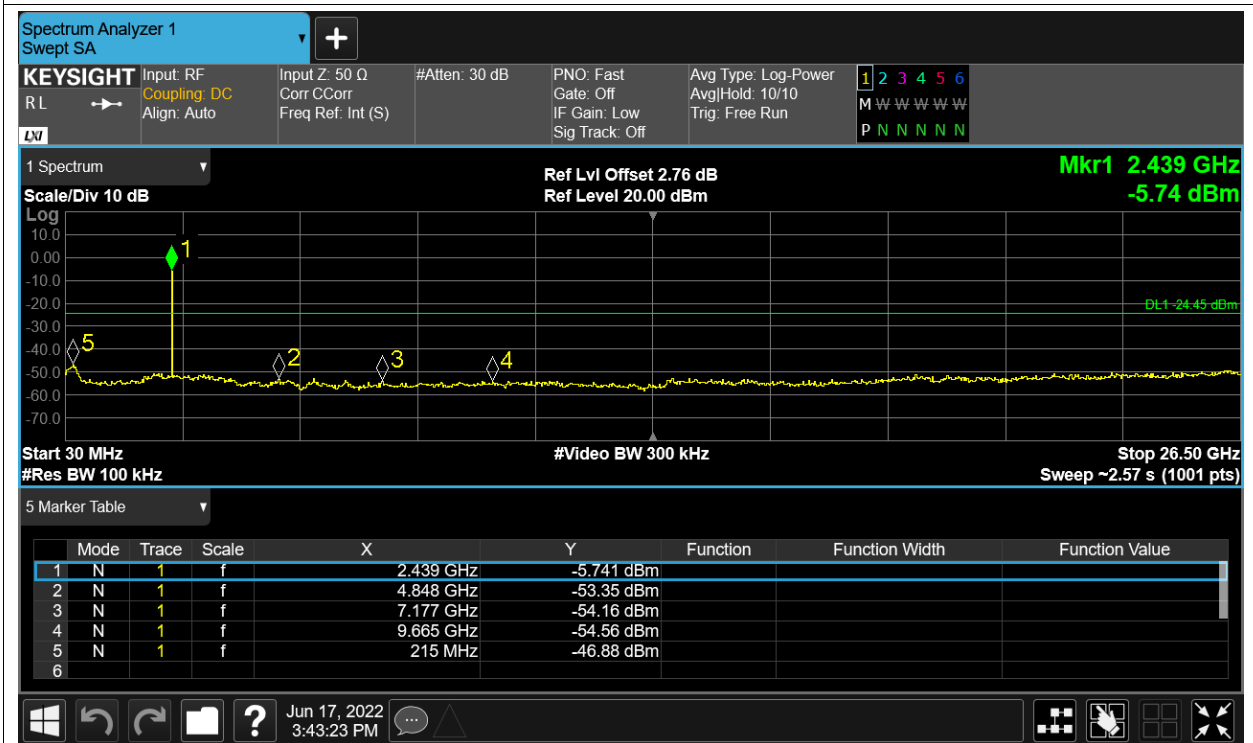 Spectrum Analyzer 1
Swept SA
KEYSIGHT
R L
LXI
Input: RF
Coupling: DC
Align: Auto
Input Z: 50 Ω
Corr CCorr
Freq Ref: Int (S)
#Atten: 30 dB
PNO: Fast
Gate: Off
IF Gain: Low
Sig Track: Off
Avg Type: Log-Power
Avg|Hold: 10/10
Trig: Free Run
1 2 3 4 5 6
M W W W W W W
P N N N N N N
1 Spectrum
Scale/Div 10 dB
Ref Lvl Offset 2.76 dB
Ref Level 20.00 dBm
Mkr1 2.439 GHz
-5.74 dBm
Log
10.0
0.00
-10.0
-20.0
-30.0
-40.0
-50.0
-60.0
-70.0
1
5
2
3
4
DL1 -24.45 dBm
Start 30 MHz
#Video BW 300 kHz
Stop 26.50 GHz
#Res BW 100 kHz
Sweep ~2.57 s (1001 pts)
5 Marker Table
Mode Trace Scale X Y Function Function Width Function Value
1 N 1 f 2.439 GHz -5.741 dBm
2 N 1 f 4.848 GHz -53.35 dBm
3 N 1 f 7.177 GHz -54.16 dBm
4 N 1 f 9.665 GHz -54.56 dBm
5 N 1 f 215 MHz -46.88 dBm
6
?
Jun 17, 2022
3:43:23 PM